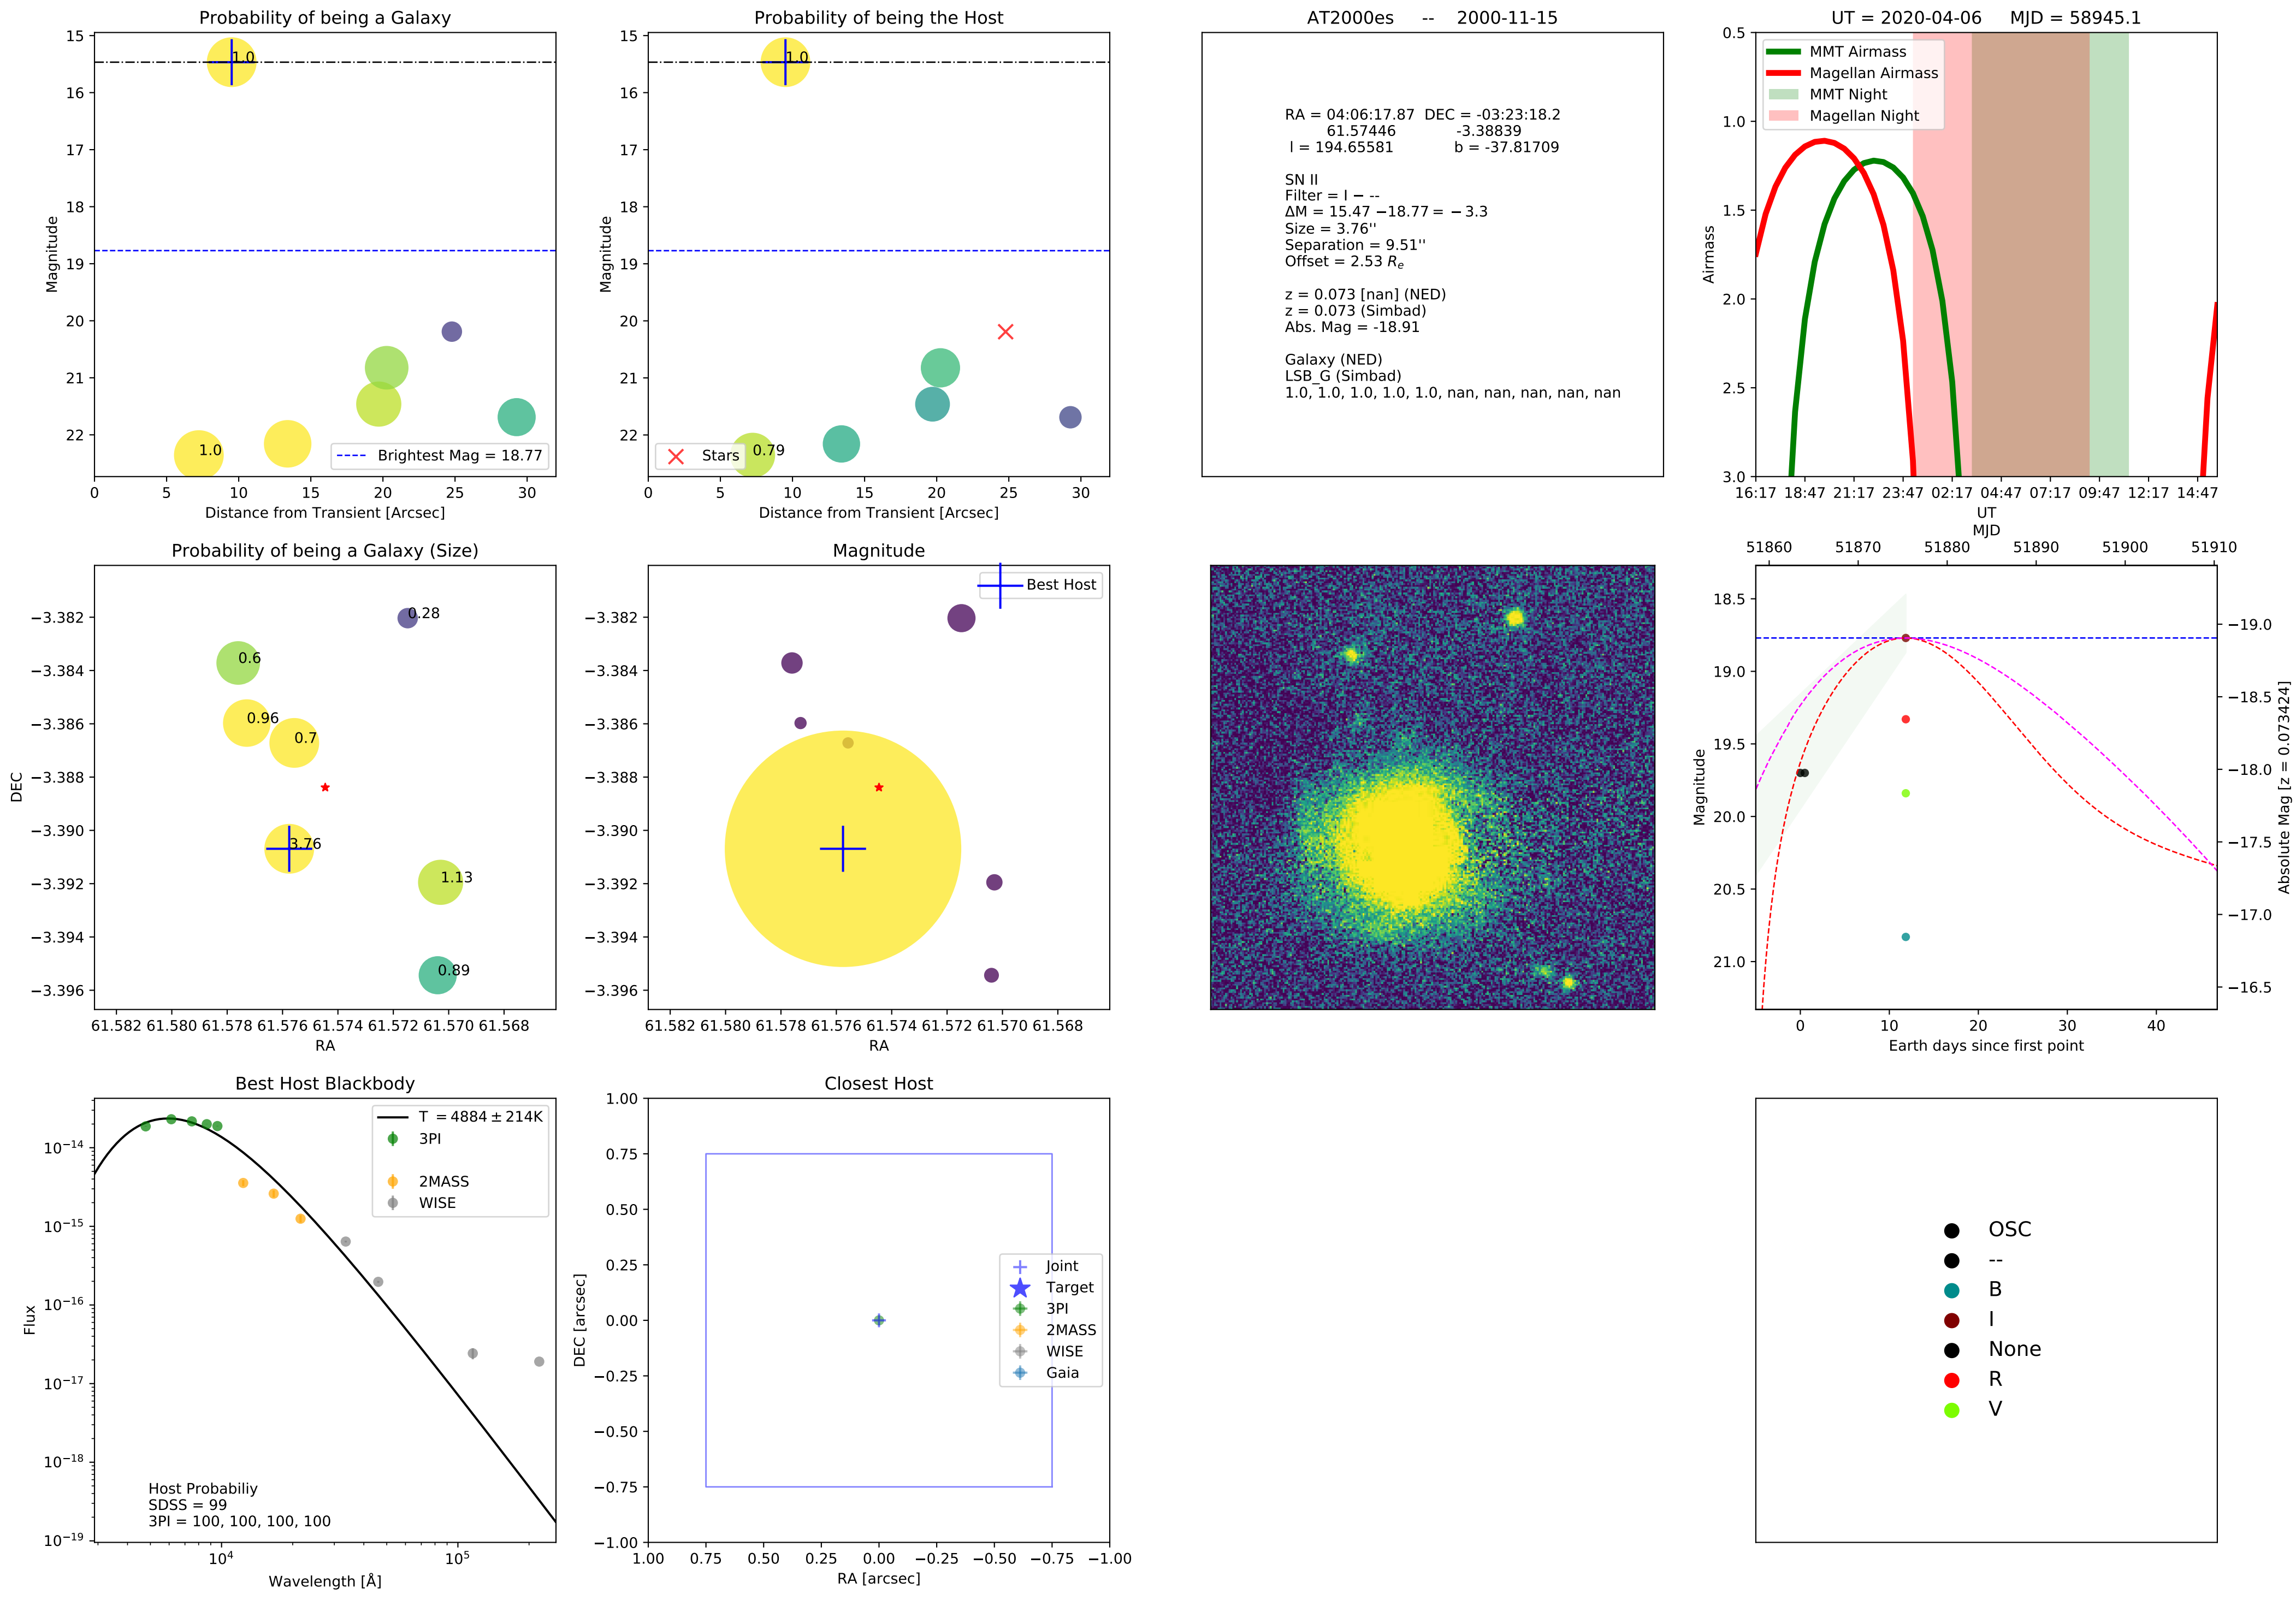 Probability of being a Galaxy
15
16
17
18
19
20
21
22
Magnitude
1.0
1.0
Brightest Mag = 18.77
0 5 10 15 20 25 30
Distance from Transient [Arcsec]
Probability of being the Host
15
16
17
18
19
20
21
22
Magnitude
1.0
0.79
Stars
0 5 10 15 20 25 30
Distance from Transient [Arcsec]
AT2000es -- 2000-11-15
RA = 04:06:17.87 DEC = -03:23:18.2
61.57446 -3.38839
l = 194.65581 b = -37.81709
SN II
Filter = I − --
ΔM = 15.47 −18.77 = −3.3
Size = 3.76''
Separation = 9.51''
Offset = 2.53 Re
z = 0.073 [nan] (NED)
z = 0.073 (Simbad)
Abs. Mag = -18.91
Galaxy (NED)
LSB_G (Simbad)
1.0, 1.0, 1.0, 1.0, 1.0, nan, nan, nan, nan, nan
UT = 2020-04-06 MJD = 58945.1
0.5
1.0
1.5
2.0
2.5
3.0
Airmass
MMT Airmass
Magellan Airmass
MMT Night
Magellan Night
16:17 18:47 21:17 23:47 02:17 04:47 07:17 09:47 12:17 14:47
UT
Probability of being a Galaxy (Size)
−3.382
−3.384
−3.386
−3.388
−3.390
−3.392
−3.394
−3.396
DEC
0.28
0.6
0.96
0.7
3.76
1.13
0.89
61.582 61.580 61.578 61.576 61.574 61.572 61.570 61.568
RA
Magnitude
−3.382
−3.384
−3.386
−3.388
−3.390
−3.392
−3.394
−3.396
Best Host
61.582 61.580 61.578 61.576 61.574 61.572 61.570 61.568
RA
MJD
51860 51870 51880 51890 51900 51910
18.5
19.0
19.5
20.0
20.5
21.0
Magnitude
−19.0
−18.5
−18.0
−17.5
−17.0
−16.5
Absolute Mag [z = 0.073424]
0 10 20 30 40
Earth days since first point
Best Host Blackbody
10−14
10−15
10−16
10−17
10−18
10−19
Flux
T = 4884 ± 214K
3PI
2MASS
WISE
Host Probabiliy
SDSS = 99
3PI = 100, 100, 100, 100
104 105
Wavelength [Å]
Closest Host
1.00
0.75
0.50
0.25
0.00
−0.25
−0.50
−0.75
−1.00
DEC [arcsec]
Joint
Target
3PI
2MASS
WISE
Gaia
1.00 0.75 0.50 0.25 0.00 −0.25 −0.50 −0.75 −1.00
RA [arcsec]
OSC
--
B
I
None
R
V